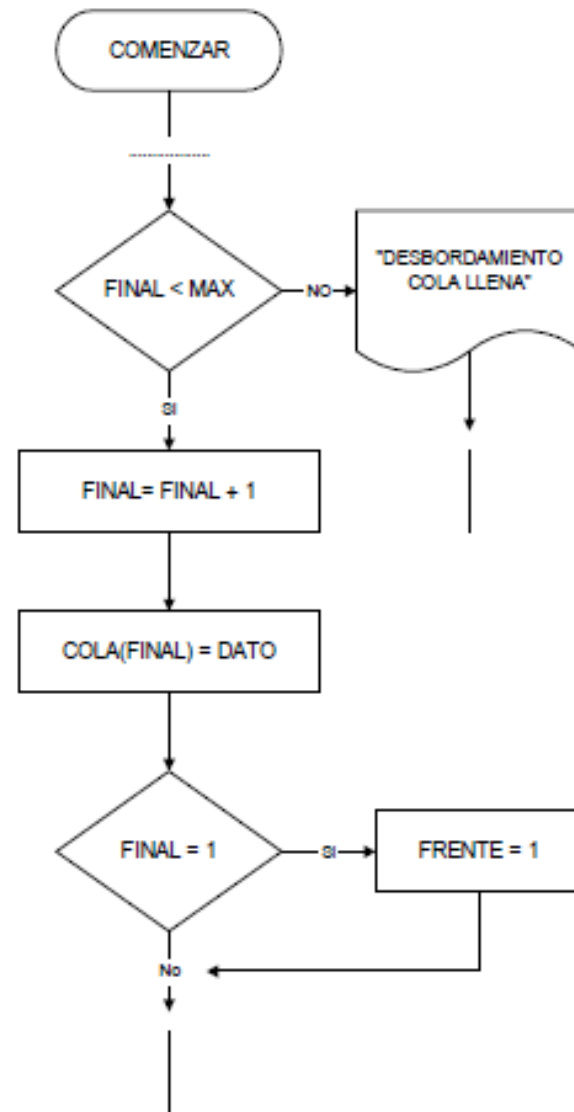 COMENZAR
FINAL < MAX
NO
"DESBORDAMIENTO
COLA LLENA"
SI
FINAL= FINAL + 1
COLA(FINAL) = DATO
FINAL = 1
SI
FRENTE = 1
No